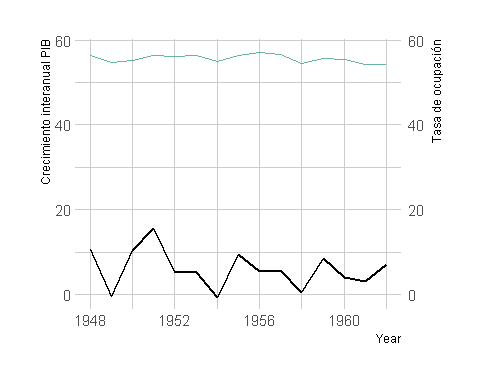 Crecimiento interanual PIB
60
40
20
0
60
40
20
0
Tasa de ocupación
1948 1952 1956 1960
Year